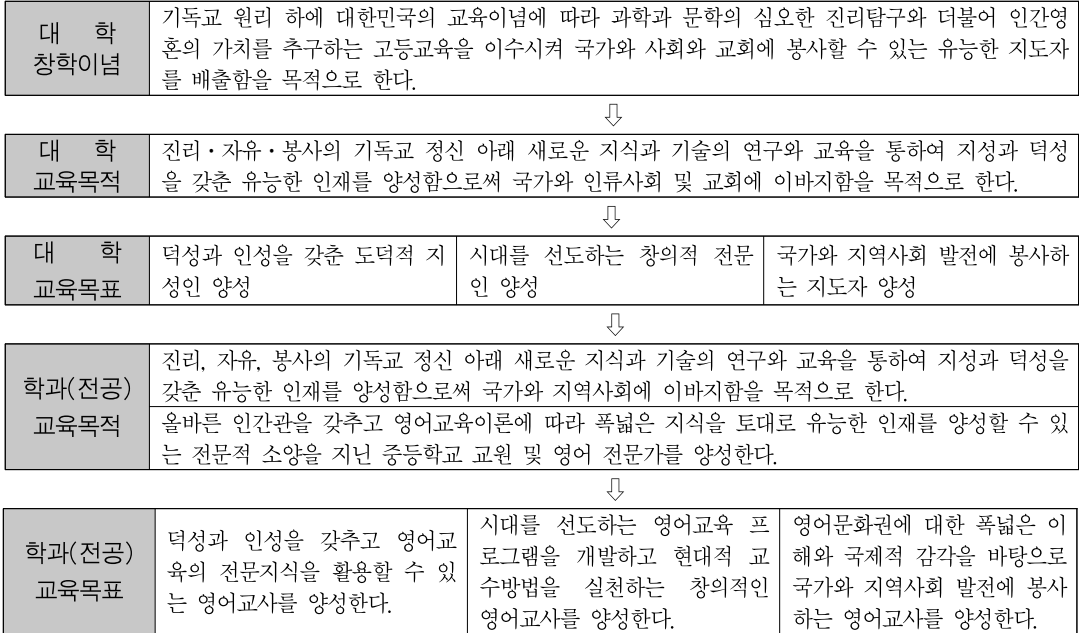 대 학
창학이념
기독교 원리 하에 대한민국의 교육이념에 따라 과학과 문학의 심오한 진리탐구와 더불어 인간영
혼의 가치를 추구하는 고등교육을 이수시켜 국가와 사회와 교회에 봉사할 수 있는 유능한 지도자
를 배출함을 목적으로 한다.
⇩
대 학
교육목적
진리·자유·봉사의 기독교 정신 아래 새로운 지식과 기술의 연구와 교육을 통하여 지성과 덕성
을 갖춘 유능한 인재를 양성함으로써 국가와 인류사회 및 교회에 이바지함을 목적으로 한다.
⇩
대 학
교육목표
덕성과 인성을 갖춘 도덕적 지
성인 양성
시대를 선도하는 창의적 전문
인 양성
국가와 지역사회 발전에 봉사하
는 지도자 양성
⇩
학과(전공)
교육목적
진리, 자유, 봉사의 기독교 정신 아래 새로운 지식과 기술의 연구와 교육을 통하여 지성과 덕성을
갖춘 유능한 인재를 양성함으로써 국가와 지역사회에 이바지함을 목적으로 한다.
올바른 인간관을 갖추고 영어교육이론에 따라 폭넓은 지식을 토대로 유능한 인재를 양성할 수 있
는 전문적 소양을 지닌 중등학교 교원 및 영어 전문가를 양성한다.
⇩
학과(전공)
교육목표
덕성과 인성을 갖추고 영어교
육의 전문지식을 활용할 수 있
는 영어교사를 양성한다.
시대를 선도하는 영어교육 프
로그램을 개발하고 현대적 교
수방법을 실천하는 창의적인
영어교사를 양성한다.
영어문화권에 대한 폭넓은 이
해와 국제적 감각을 바탕으로
국가와 지역사회 발전에 봉사
하는 영어교사를 양성한다.